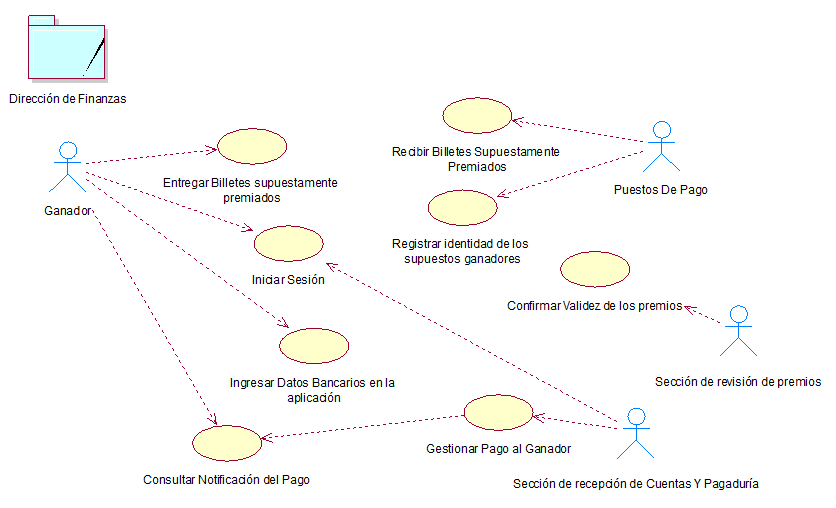 Dirección de Finanzas
Recibir Billetes Supuestamente
Premiados
Entregar Billetes supuestamente
premiados
Puestos De Pago
Ganador
Registrar identidad de los
supuestos ganadores
Iniciar Sesión
Confirmar Validez de los premios
Ingresar Datos Bancarios en la
aplicación
Sección de revisión de premios
Gestionar Pago al Ganador
Consultar Notificación del Pago
Sección de recepción de Cuentas Y Pagaduría